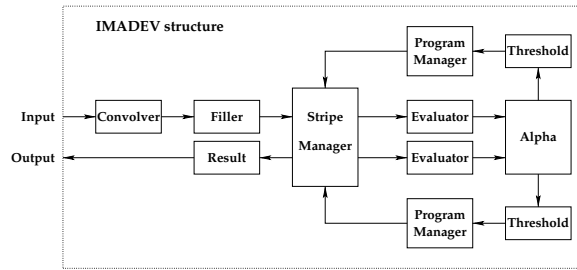 IMADEV structure
Program
Manager
Threshold
Input
Convolver
Filler
Stripe
Manager
Evaluator
Alpha
Output
Result
Evaluator
Program
Manager
Threshold